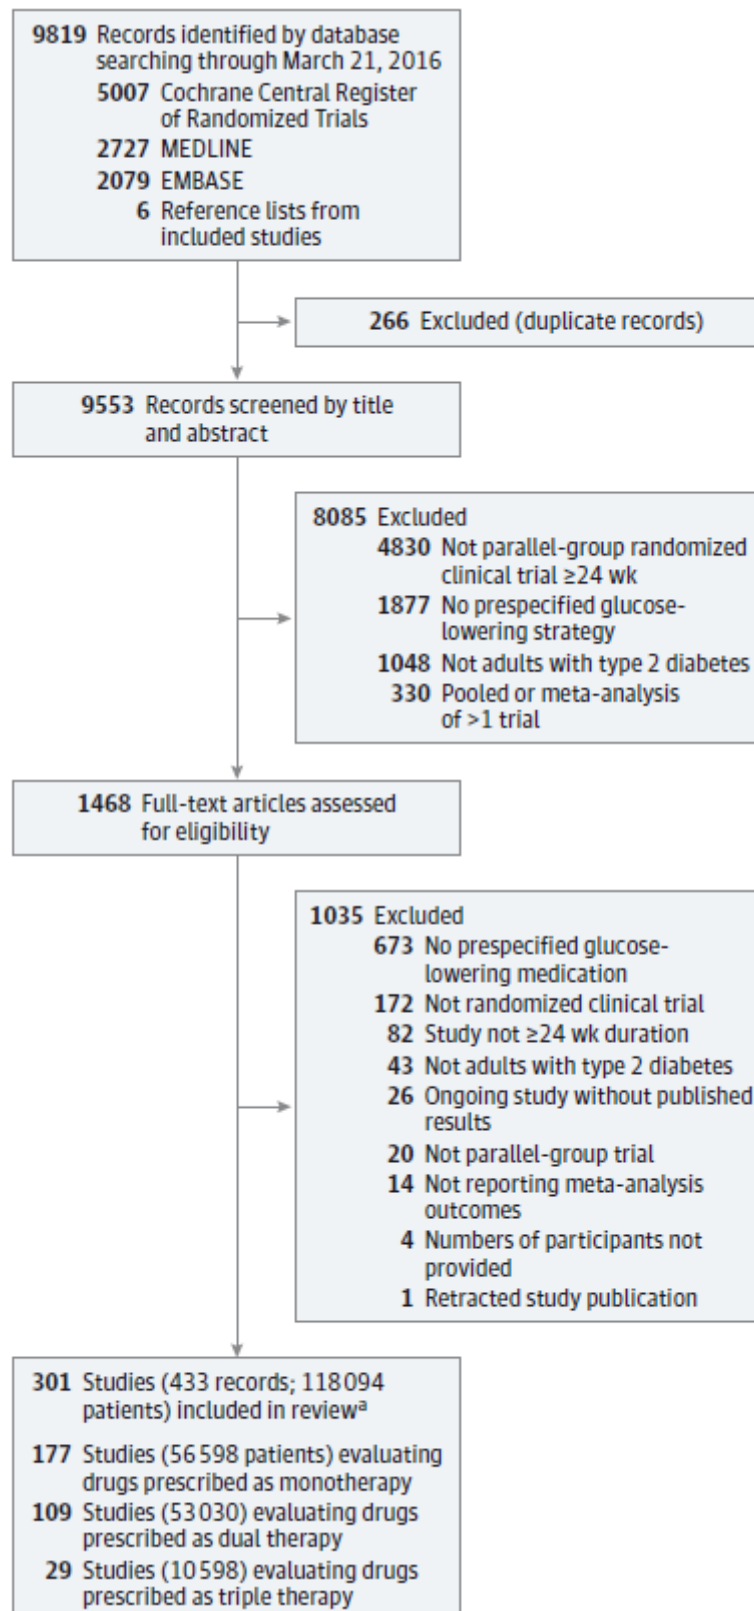 9819 Records identified by database
searching through March 21, 2016
5007 Cochrane Central Register
of Randomized Trials
2727 MEDLINE
2079 EMBASE
6 Reference lists from
included studies
266 Excluded (duplicate records)
9553 Records screened by title
and abstract
8085 Excluded
4830 Not parallel-group randomized
clinical trial ≥24 wk
1877 No prespecified glucose-
lowering strategy
1048 Not adults with type 2 diabetes
330 Pooled or meta-analysis
of >1 trial
1468 Full-text articles assessed
for eligibility
1035 Excluded
673 No prespecified glucose-
lowering medication
172 Not randomized clinical trial
82 Study not ≥24 wk duration
43 Not adults with type 2 diabetes
26 Ongoing study without published
results
20 Not parallel-group trial
14 Not reporting meta-analysis
outcomes
4 Numbers of participants not
provided
1 Retracted study publication
301 Studies (433 records; 118 094
patients) included in reviewᵃ
177 Studies (56 598 patients) evaluating
drugs prescribed as monotherapy
109 Studies (53 030) evaluating drugs
prescribed as dual therapy
29 Studies (10 598) evaluating drugs
prescribed as triple therapy